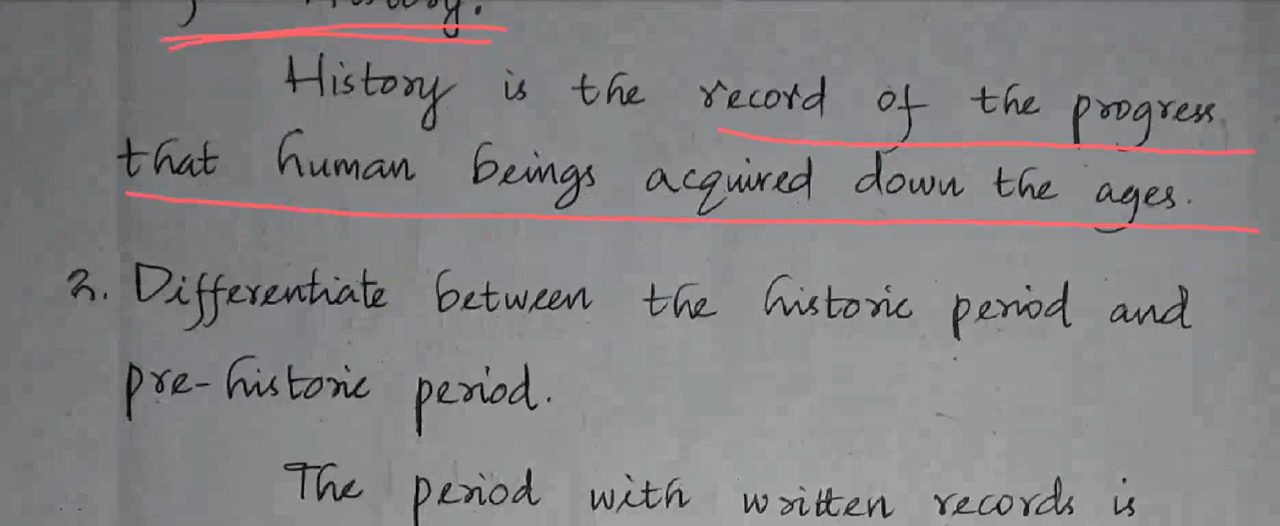 History.
History is the record of the progress
that human beings acquired down the ages.
2. Differentiate between the historic period and
pre-historic period.
The period with written records is